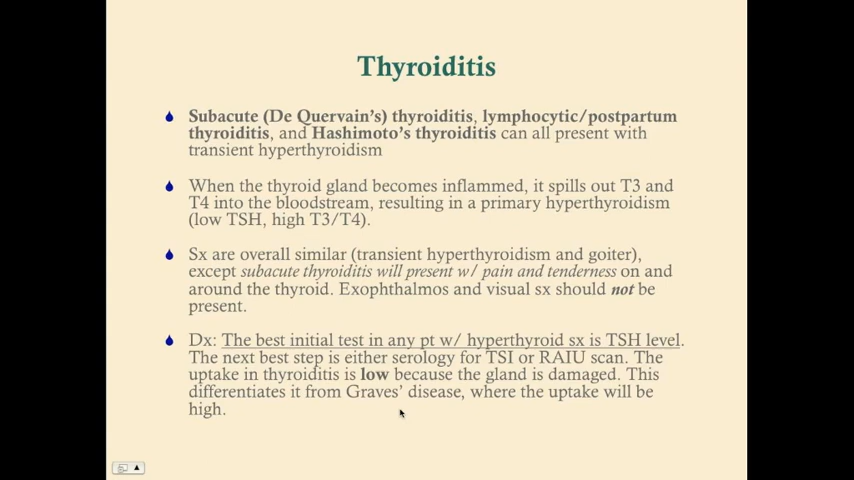 Thyroiditis
Subacute (De Quervain's) thyroiditis, lymphocytic/postpartum
thyroiditis, and Hashimoto's thyroiditis can all present with
transient hyperthyroidism
When the thyroid gland becomes inflammed, it spills out T3 and
T4 into the bloodstream, resulting in a primary hyperthyroidism
(low TSH, high T3/T4).
Sx are overall similar (transient hyperthyroidism and goiter),
except subacute thyroiditis will present w/ pain and tenderness on and
around the thyroid. Exophthalmos and visual sx should not be
present.
Dx: The best initial test in any pt w/ hyperthyroid sx is TSH level.
The next best step is either serology for TSI or RAIU scan. The
uptake in thyroiditis is low because the gland is damaged. This
differentiates it from Graves' disease, where the uptake will be
high.